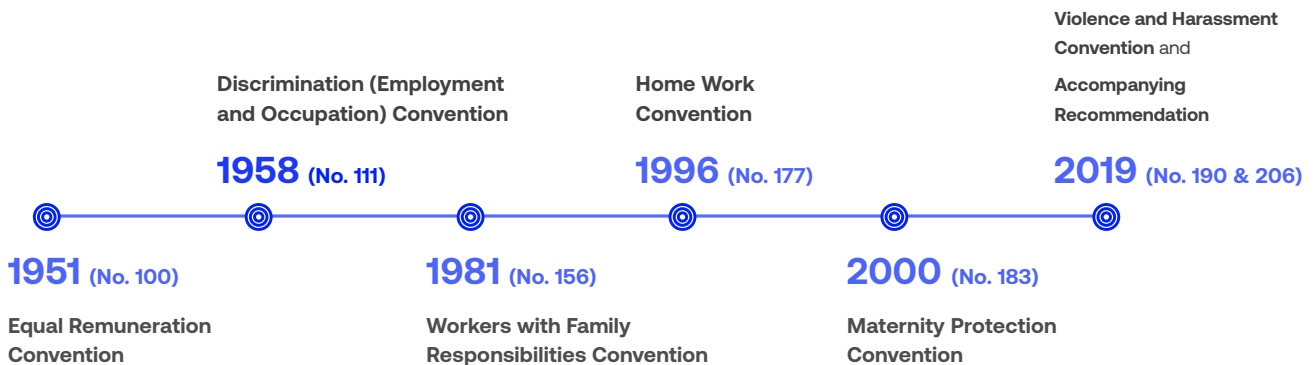 1951 (No. 100)
Equal Remuneration
Convention
Discrimination (Employment
and Occupation) Convention
1958 (No. 111)
1981 (No. 156)
Workers with Family
Responsibilities Convention
Home Work
Convention
1996 (No. 177)
2000 (No. 183)
Maternity Protection
Convention
Violence and Harassment
Convention and
Accompanying
Recommendation
2019 (No. 190 & 206)